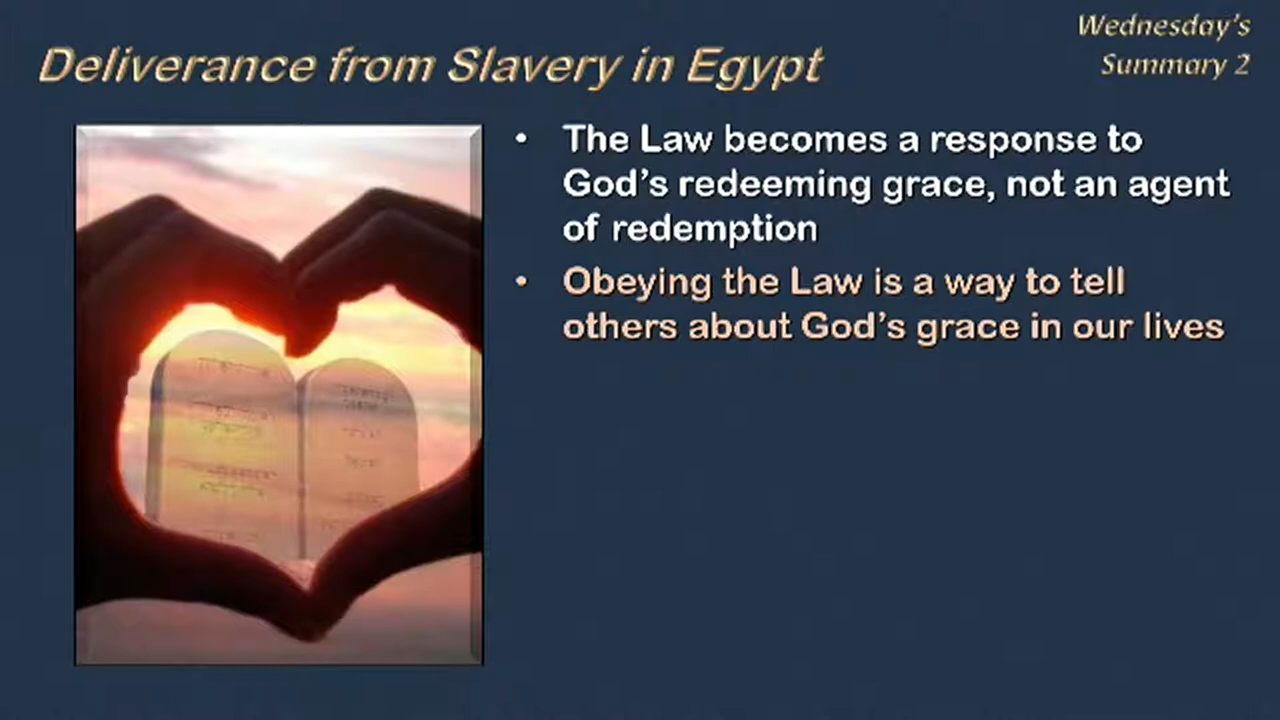 Wednesday's
Summary 2
Deliverance from Slavery in Egypt
• The Law becomes a response to
God's redeeming grace, not an agent
of redemption
• Obeying the Law is a way to tell
others about God's grace in our lives